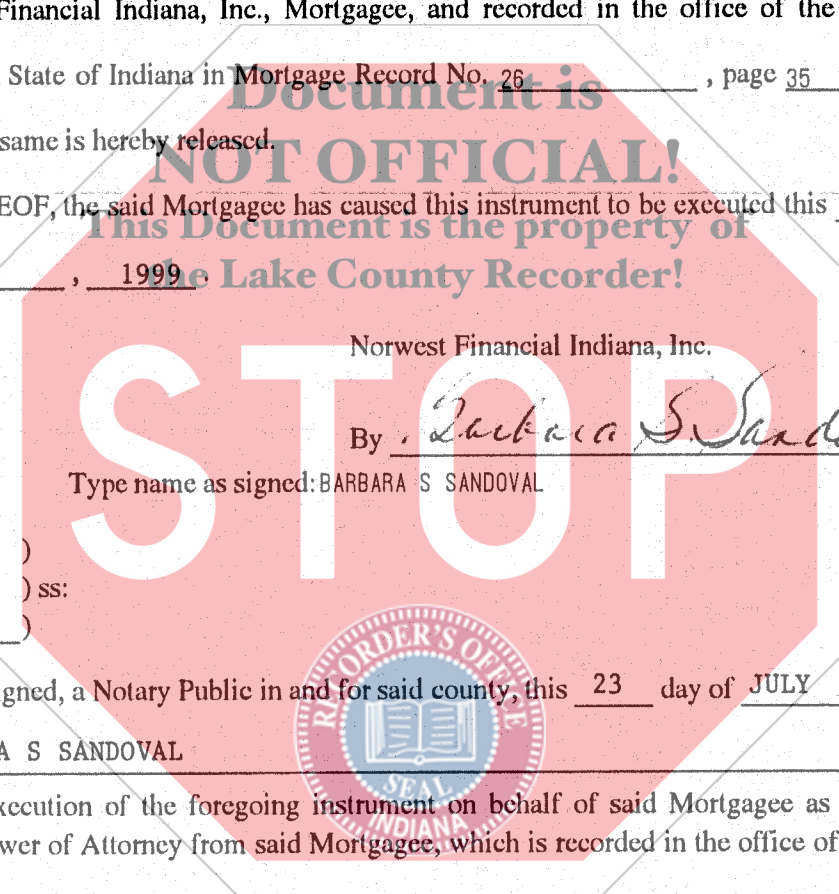 Financial Indiana, Inc., Mortgagee, and recorded in the office of the
State of Indiana in Mortgage Record No. 26 , page 35
Document is
same is hereby released.
NOT OFFICIAL!
EOF, the said Mortgagee has caused this instrument to be executed this
This Document is the property of
, 1999 .
the Lake County Recorder!
Norwest Financial Indiana, Inc.
STOP
By Barbara S. Sando
Type name as signed: BARBARA S SANDOVAL
)
) ss:
)
RECORDER'S OFFICE
igned, a Notary Public in and for said county, this 23 day of JULY
A S SANDOVAL
SEAL
xecution of the foregoing instrument on behalf of said Mortgagee as
INDIANA
wer of Attorney from said Mortgagee, which is recorded in the office of